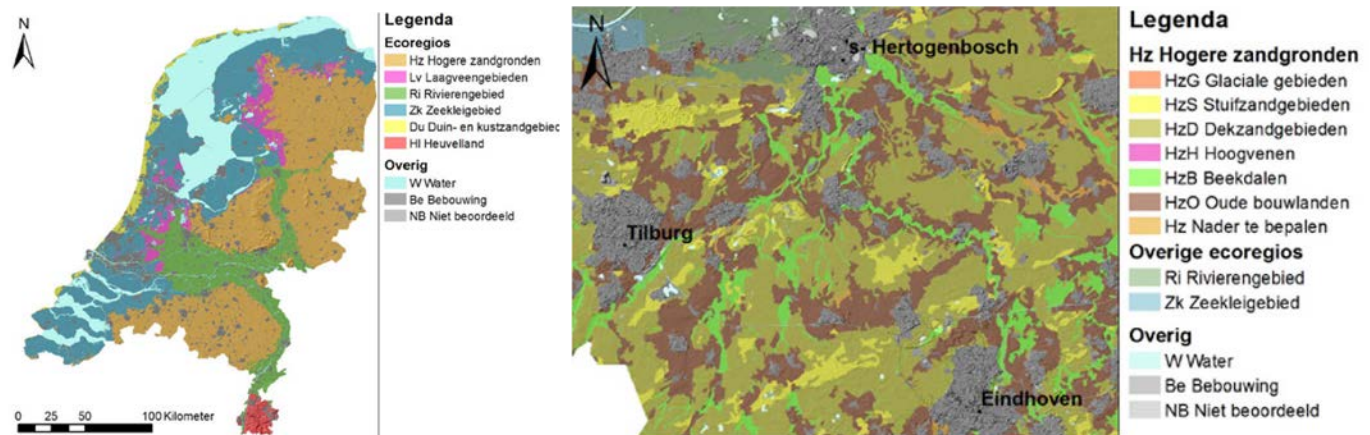 N
Legenda
Ecoregios
Hz Hogere zandgronden
Lv Laagveengebieden
Ri Rivierengebied
Zk Zeekleigebied
Du Duin- en kustzandgebiec
Hl Heuvelland
Overig
W Water
Be Bebouwing
NB Niet beoordeeld
0 25 50 100 Kilometer
N
's- Hertogenbosch
Tilburg
Eindhoven
Legenda
Hz Hogere zandgronden
HzG Glaciale gebieden
HzS Stuifzandgebieden
HzD Dekzandgebieden
HzH Hoogvenen
HzB Beekdalen
HzO Oude bouwlanden
Hz Nader te bepalen
Overige ecoregios
Ri Rivierengebied
Zk Zeekleigebied
Overig
W Water
Be Bebouwing
NB Niet beoordeeld